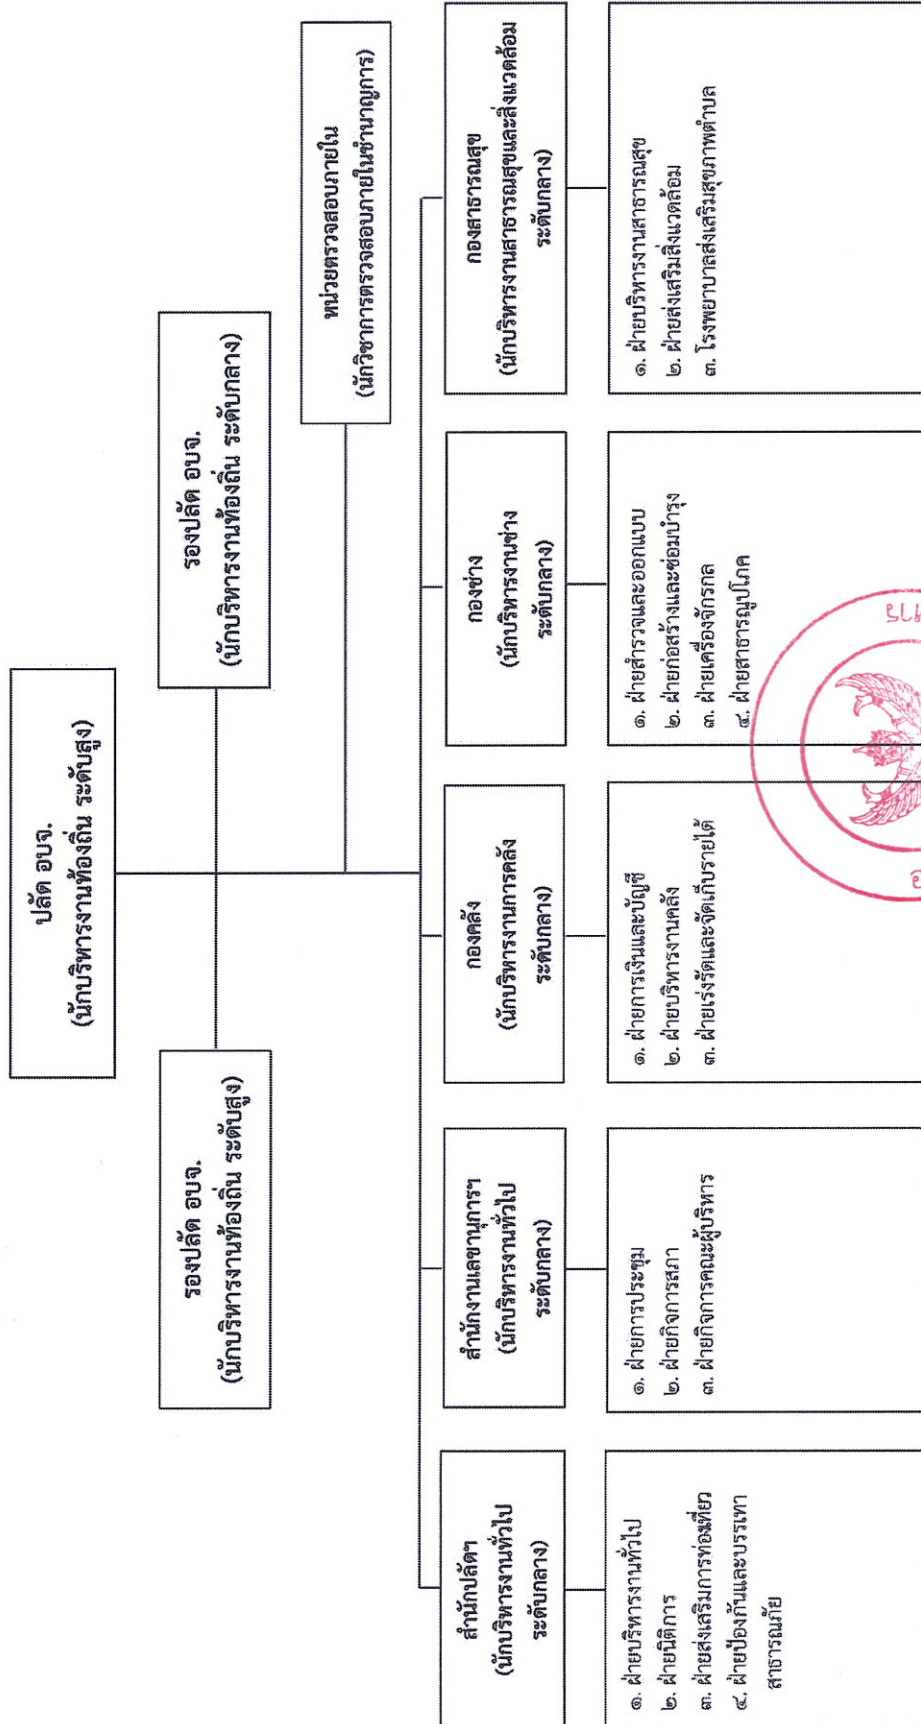 ปลัด อบจ.
(นักบริหารงานท้องถิ่น ระดับสูง)
รองปลัด อบจ.
(นักบริหารงานท้องถิ่น ระดับสูง)
รองปลัด อบจ.
(นักบริหารงานท้องถิ่น ระดับกลาง)
หน่วยตรวจสอบภายใน
(นักวิชาการตรวจสอบภายในชำนาญการ)
สำนักปลัดฯ
(นักบริหารงานทั่วไป
ระดับกลาง)
๑. ฝ่ายบริหารงานทั่วไป
๒. ฝ่ายนิติการ
๓. ฝ่ายส่งเสริมการท่องเที่ยว
๔. ฝ่ายป้องกันและบรรเทา
สาธารณภัย
สำนักงานเลขานุการฯ
(นักบริหารงานทั่วไป
ระดับกลาง)
๑. ฝ่ายการประชุม
๒. ฝ่ายกิจการสภา
๓. ฝ่ายกิจการคณะผู้บริหาร
กองคลัง
(นักบริหารงานการคลัง
ระดับกลาง)
๑. ฝ่ายการเงินและบัญชี
๒. ฝ่ายบริหารงานคลัง
๓. ฝ่ายเร่งรัดและจัดเก็บรายได้
กองช่าง
(นักบริหารงานช่าง
ระดับกลาง)
๑. ฝ่ายสำรวจและออกแบบ
๒. ฝ่ายก่อสร้างและซ่อมบำรุง
๓. ฝ่ายเครื่องจักรกล
๔. ฝ่ายสาธารณูปโภค
กองสาธารณสุข
(นักบริหารงานสาธารณสุขและสิ่งแวดล้อม
ระดับกลาง)
๑. ฝ่ายบริหารงานสาธารณสุข
๒. ฝ่ายส่งเสริมสิ่งแวดล้อม
๓. โรงพยาบาลส่งเสริมสุขภาพตำบล